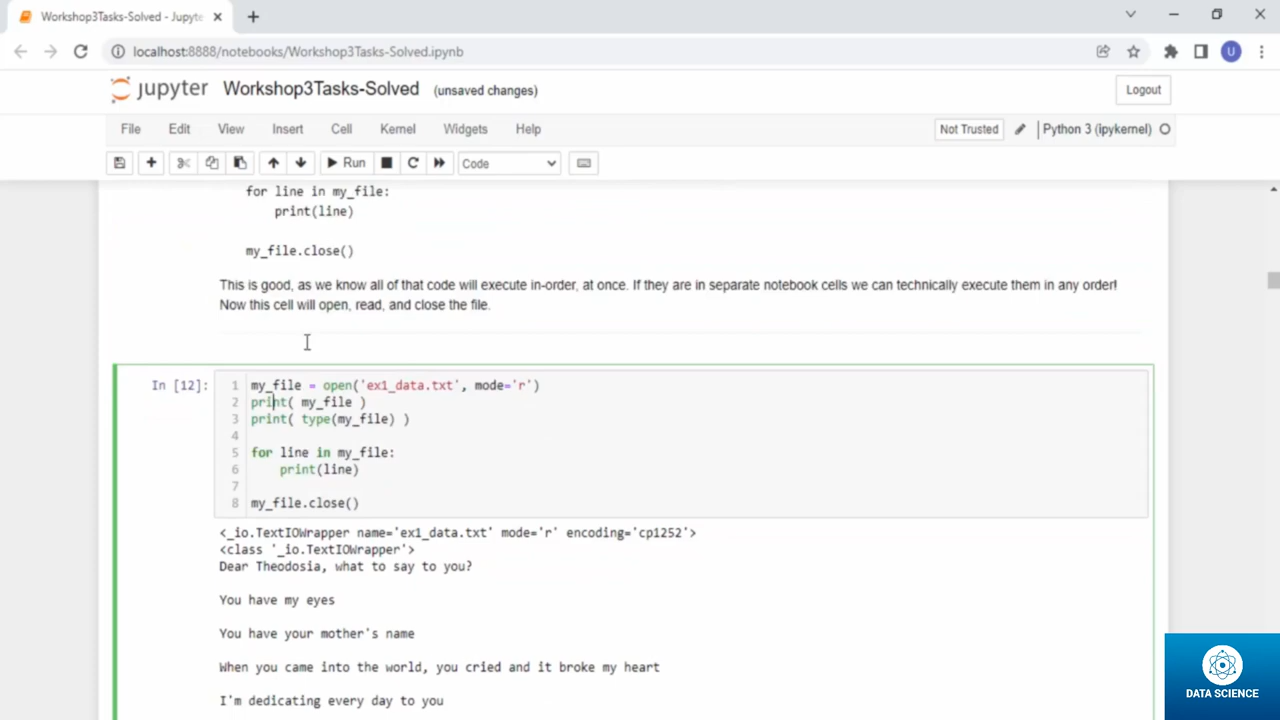 Workshop3Tasks-Solved - Jupyte
localhost:8888/notebooks/Workshop3Tasks-Solved.ipynb
U
jupyter Workshop3Tasks-Solved (unsaved changes)
Logout
File Edit View Insert Cell Kernel Widgets Help
Not Trusted Python 3 (ipykernel)
Run Code
for line in my_file:
    print(line)
my_file.close()
This is good, as we know all of that code will execute in-order, at once. If they are in separate notebook cells we can technically execute them in any order!
Now this cell will open, read, and close the file.
In [12]:
1 my_file = open('ex1_data.txt', mode='r')
2 print( my_file )
3 print( type(my_file) )
4
5 for line in my_file:
6     print(line)
7
8 my_file.close()
<_io.TextIOWrapper name='ex1_data.txt' mode='r' encoding='cp1252'>
<class '_io.TextIOWrapper'>
Dear Theodosia, what to say to you?
You have my eyes
You have your mother's name
When you came into the world, you cried and it broke my heart
I'm dedicating every day to you
DATA SCIENCE